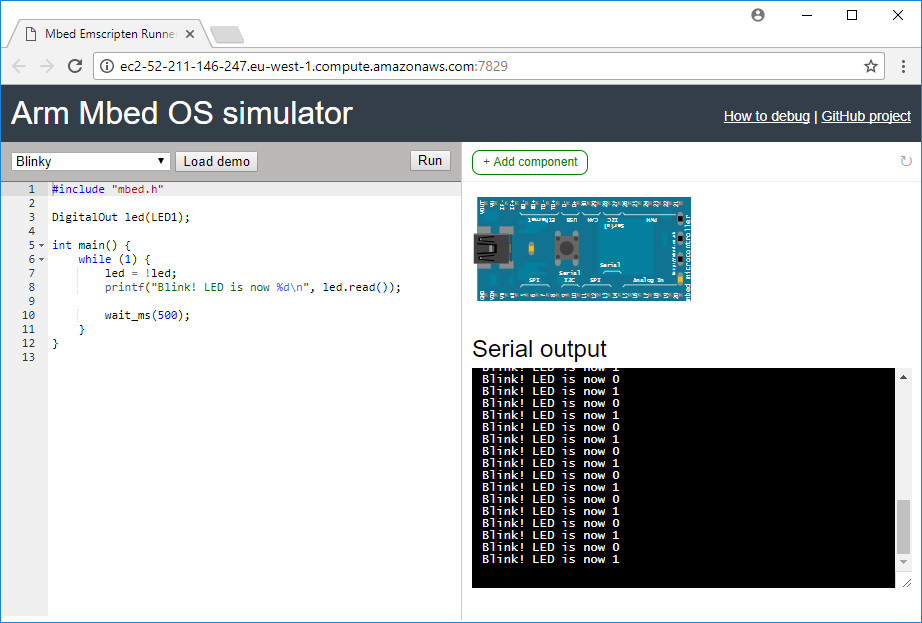 Mbed Emscripten Runne
ec2-52-211-146-247.eu-west-1.compute.amazonaws.com:7829
Arm Mbed OS simulator
How to debug | GitHub project
Blinky
Load demo
Run
1 #include "mbed.h"
2
3 DigitalOut led(LED1);
4
5 int main() {
6 while (1) {
7 led = !led;
8 printf("Blink! LED is now %d\n", led.read());
9
10 wait_ms(500);
11 }
12 }
13
+ Add component
Ethernet
USB
CAN
I2C
PWM
Serial
Serial
Serial
SPI
I2C
SPI
Analog In
mbed microcontroller
Serial output
Blink! LED is now 1
Blink! LED is now 0
Blink! LED is now 1
Blink! LED is now 0
Blink! LED is now 1
Blink! LED is now 0
Blink! LED is now 1
Blink! LED is now 0
Blink! LED is now 1
Blink! LED is now 0
Blink! LED is now 1
Blink! LED is now 0
Blink! LED is now 1
Blink! LED is now 0
Blink! LED is now 1
Blink! LED is now 0
Blink! LED is now 1